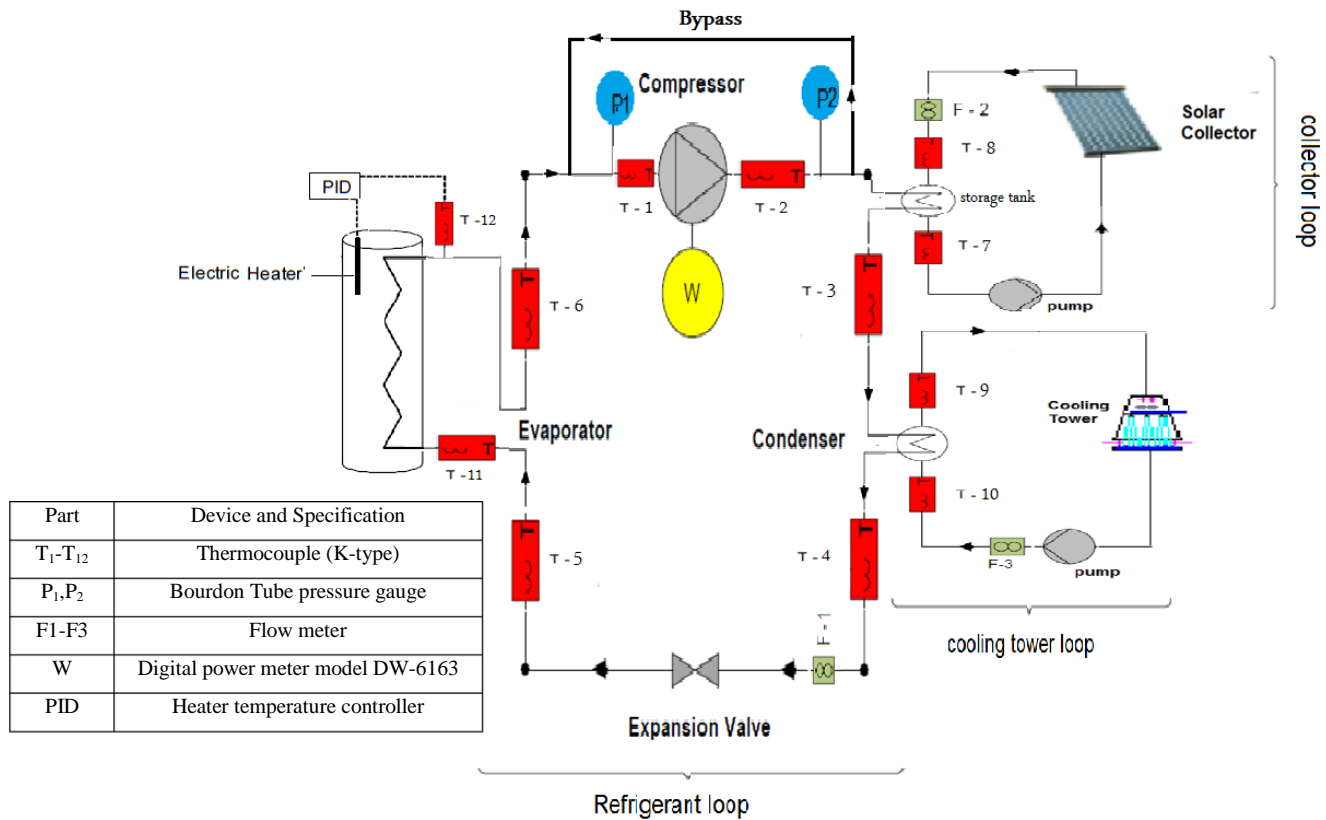 Bypass
Compressor
P1
P2
F - 2
Solar
Collector
T - 8
PID
T
T
T - 12
T - 1
T - 2
storage tank
collector loop
Electric Heater'
T - 7
T
T - 6
W
T
T - 3
pump
T - 9
Cooling
Tower
Evaporator
Condenser
T
T - 11
T - 10
T
T - 5
T
T - 4
F-3
pump
F - 1
cooling tower loop
Expansion Valve
Refrigerant loop
Part Device and Specification
T1-T12 Thermocouple (K-type)
P1,P2 Bourdon Tube pressure gauge
F1-F3 Flow meter
W Digital power meter model DW-6163
PID Heater temperature controller